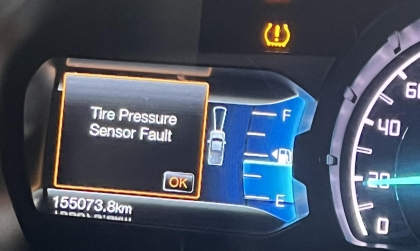 Tire Pressure
Sensor Fault
OK
155073.8km
F
E
60
40
20
0